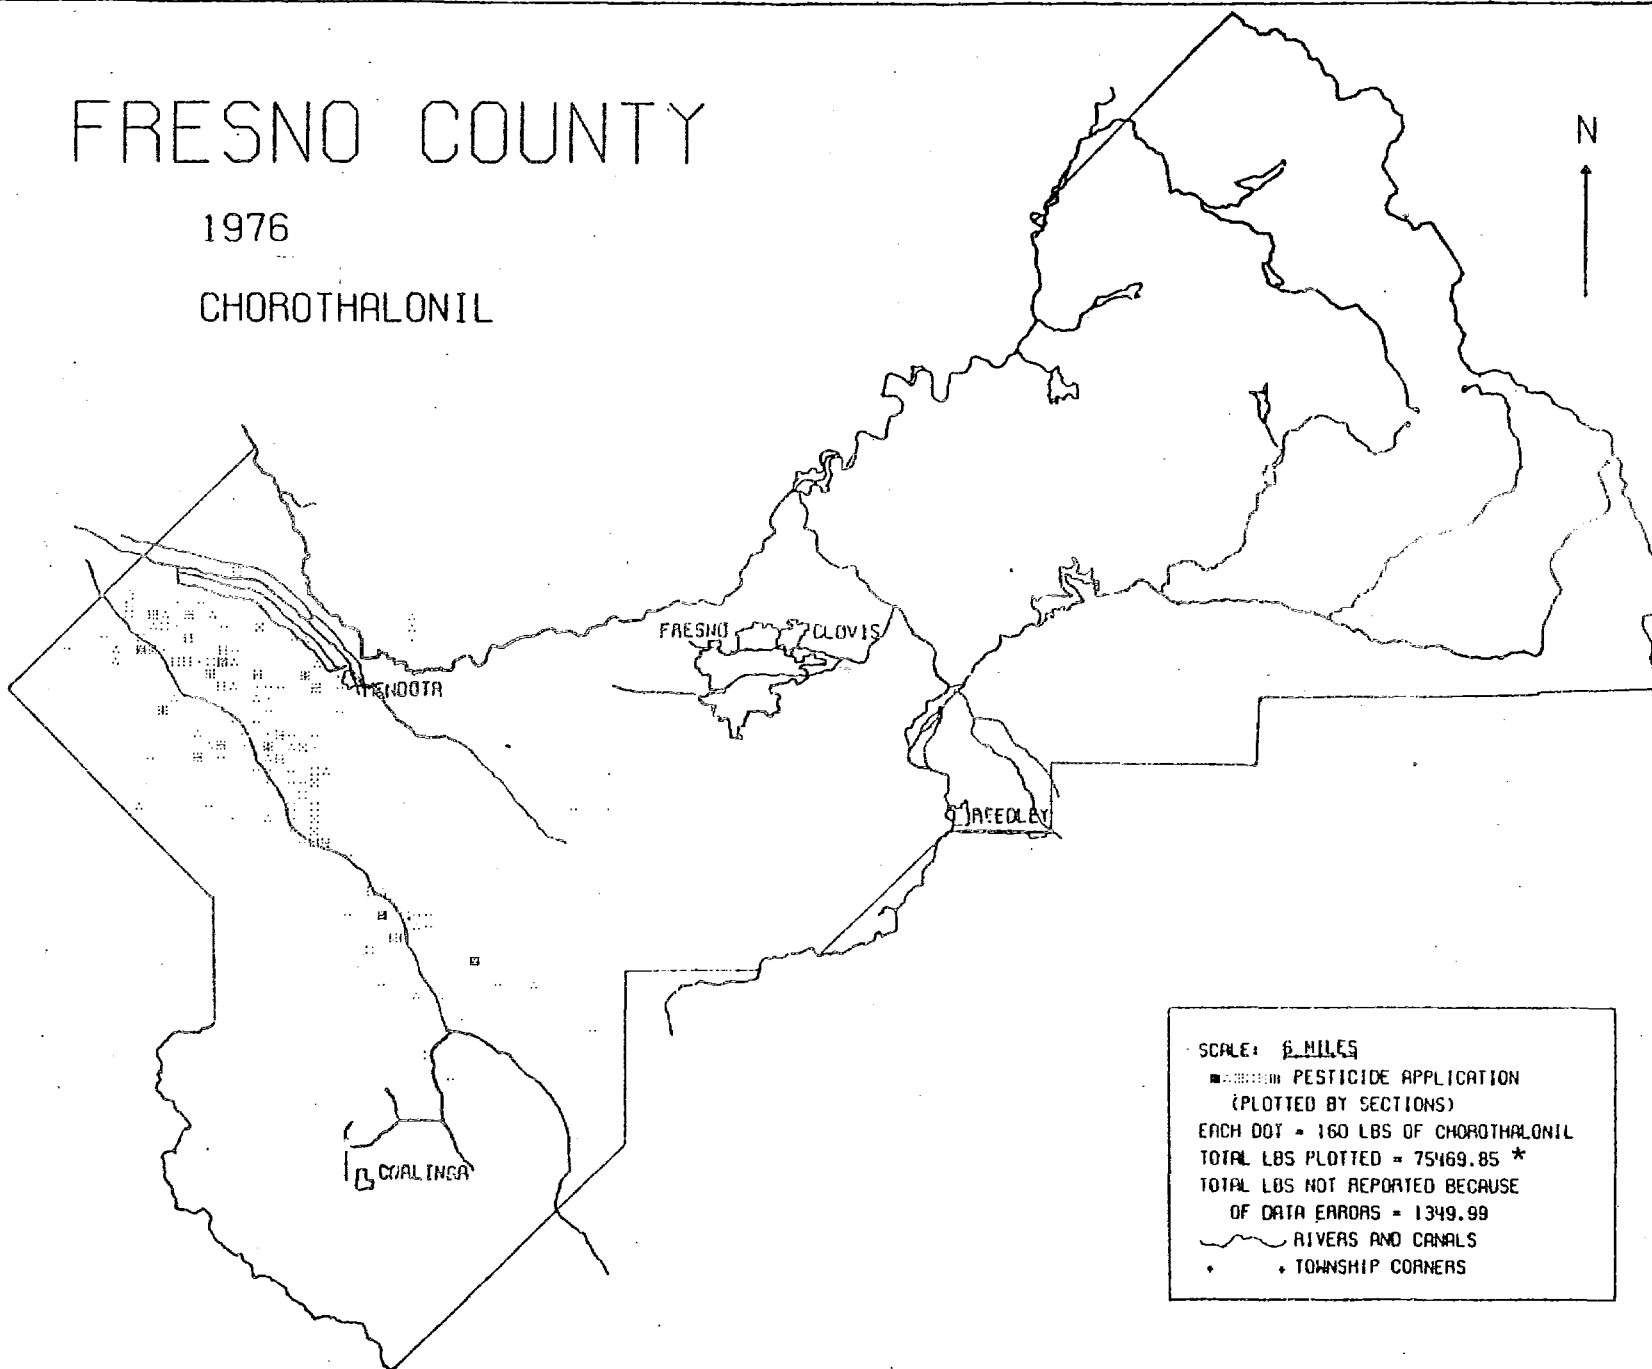 FRESNO COUNTY
1976
CHOROTHALONIL
N
FRESNO
CLOVIS
MENDOTA
REEDLEY
COALINGA
SCALE: 6 MILES
PESTICIDE APPLICATION
(PLOTTED BY SECTIONS)
EACH DOT = 160 LBS OF CHOROTHALONIL
TOTAL LBS PLOTTED = 75469.85 *
TOTAL LBS NOT REPORTED BECAUSE
OF DATA ERRORS = 1349.99
RIVERS AND CANALS
TOWNSHIP CORNERS